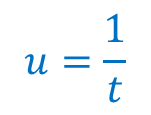 u = 1/t